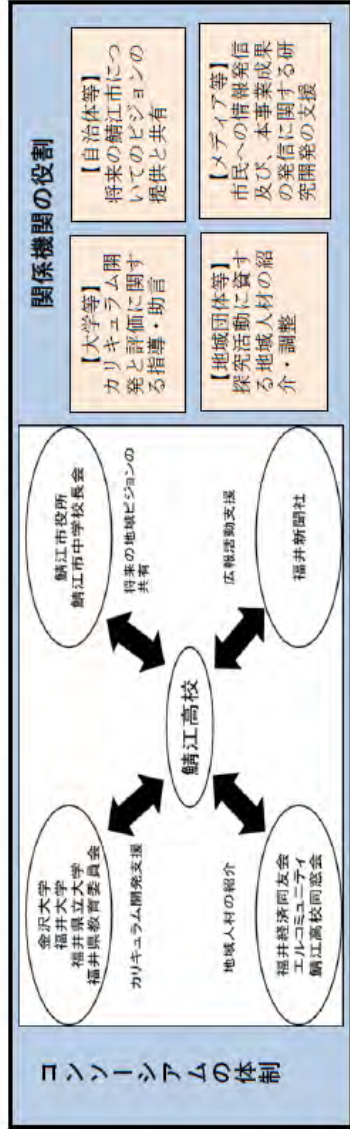 コンソーシアムの体制
金沢大学
福井大学
福井県立大学
福井県教育委員会
鯖江市役所
鯖江市中学校長会
カリキュラム開発支援
将来の地域ビジョンの
共有
鯖江高校
地域人材の紹介
広報活動支援
福井経済同友会
エルコミュニティ
鯖江高校同窓会
福井新聞社
関係機関の役割
【大学等】
カリキュラム開
発と評価に関す
る指導・助言
【自治体等】
将来の鯖江市につ
いてのビジョンの
提供と共有
【地域団体等】
探究活動に資す
る地域人材の紹
介・調整
【メディア等】
市民への情報発信
及び、本事業成果
の発信に関する研
究開発の支援